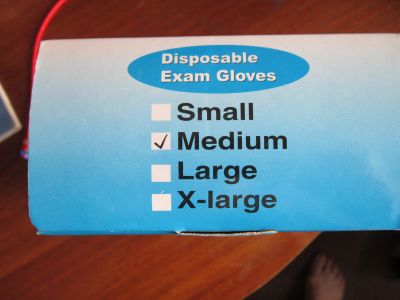 Disposable
Exam Gloves
Small
Medium
Large
X-large